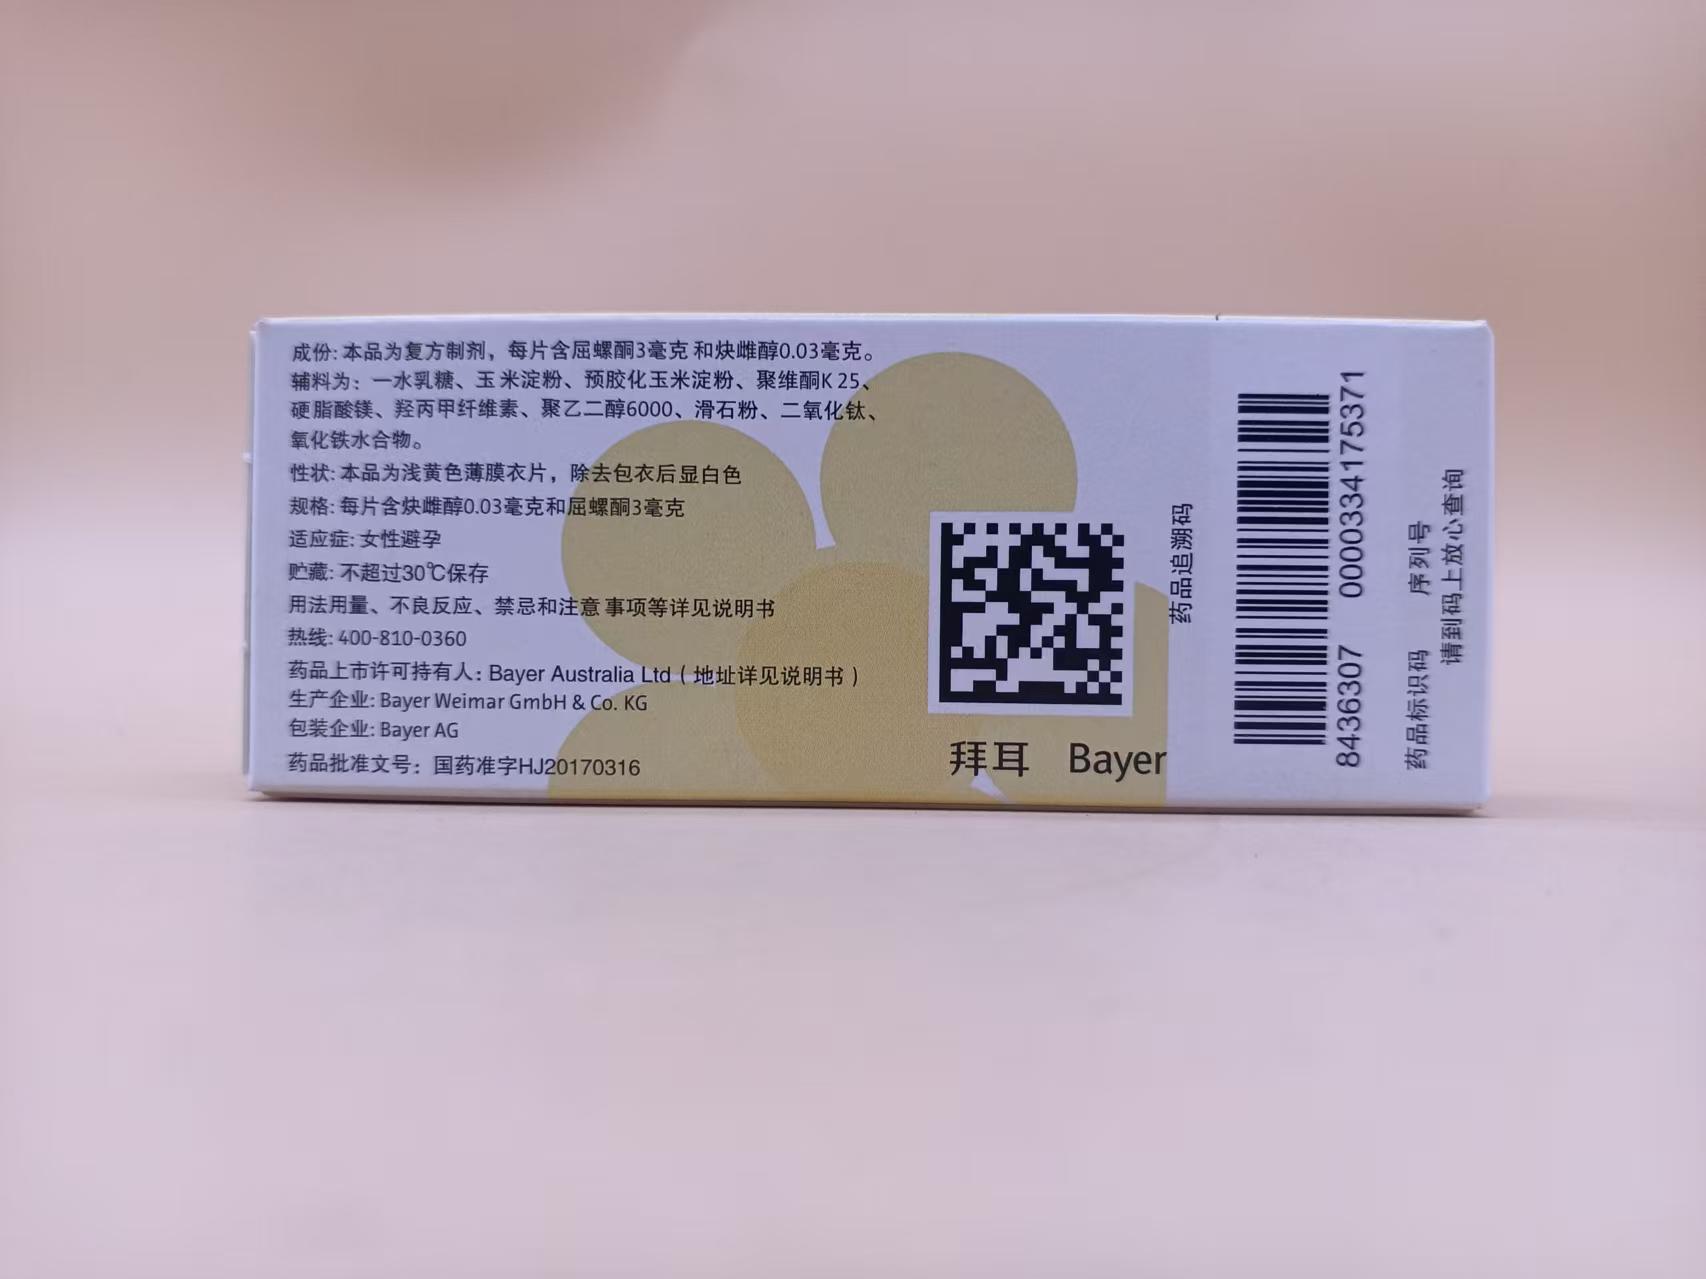 成份: 本品为复方制剂，每片含屈螺酮3毫克 和炔雌醇0.03毫克。
辅料为：一水乳糖、玉米淀粉、预胶化玉米淀粉、聚维酮K 25、
硬脂酸镁、羟丙甲纤维素、聚乙二醇6000、滑石粉、二氧化钛、
氧化铁水合物。
性状: 本品为浅黄色薄膜衣片，除去包衣后显白色
规格: 每片含炔雌醇0.03毫克和屈螺酮3毫克
适应症: 女性避孕
贮藏: 不超过30℃保存
用法用量、不良反应、禁忌和注意事项等详见说明书
热线: 400-810-0360
药品上市许可持有人: Bayer Australia Ltd（地址详见说明书）
生产企业: Bayer Weimar GmbH & Co. KG
包装企业: Bayer AG
药品批准文号：国药准字HJ20170316
拜耳 Bayer
药品追溯码
8436307 0000334175371
药品标识码 序列号
请到码上放心查询